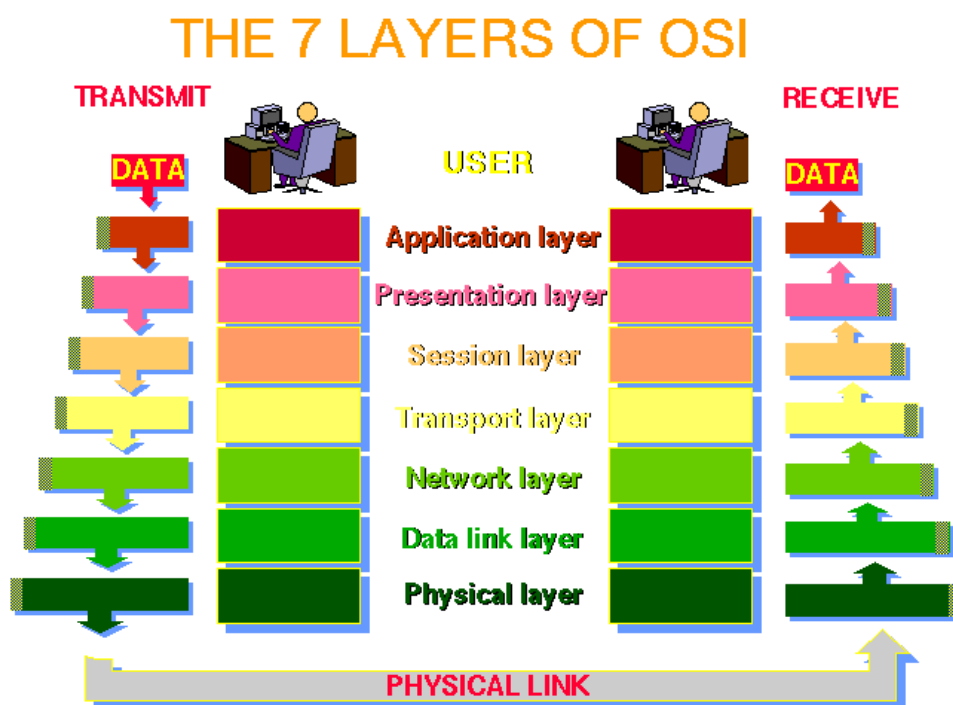 THE 7 LAYERS OF OSI
TRANSMIT
RECEIVE
DATA
USER
DATA
Application layer
Presentation layer
Session layer
Transport layer
Network layer
Data link layer
Physical layer
PHYSICAL LINK